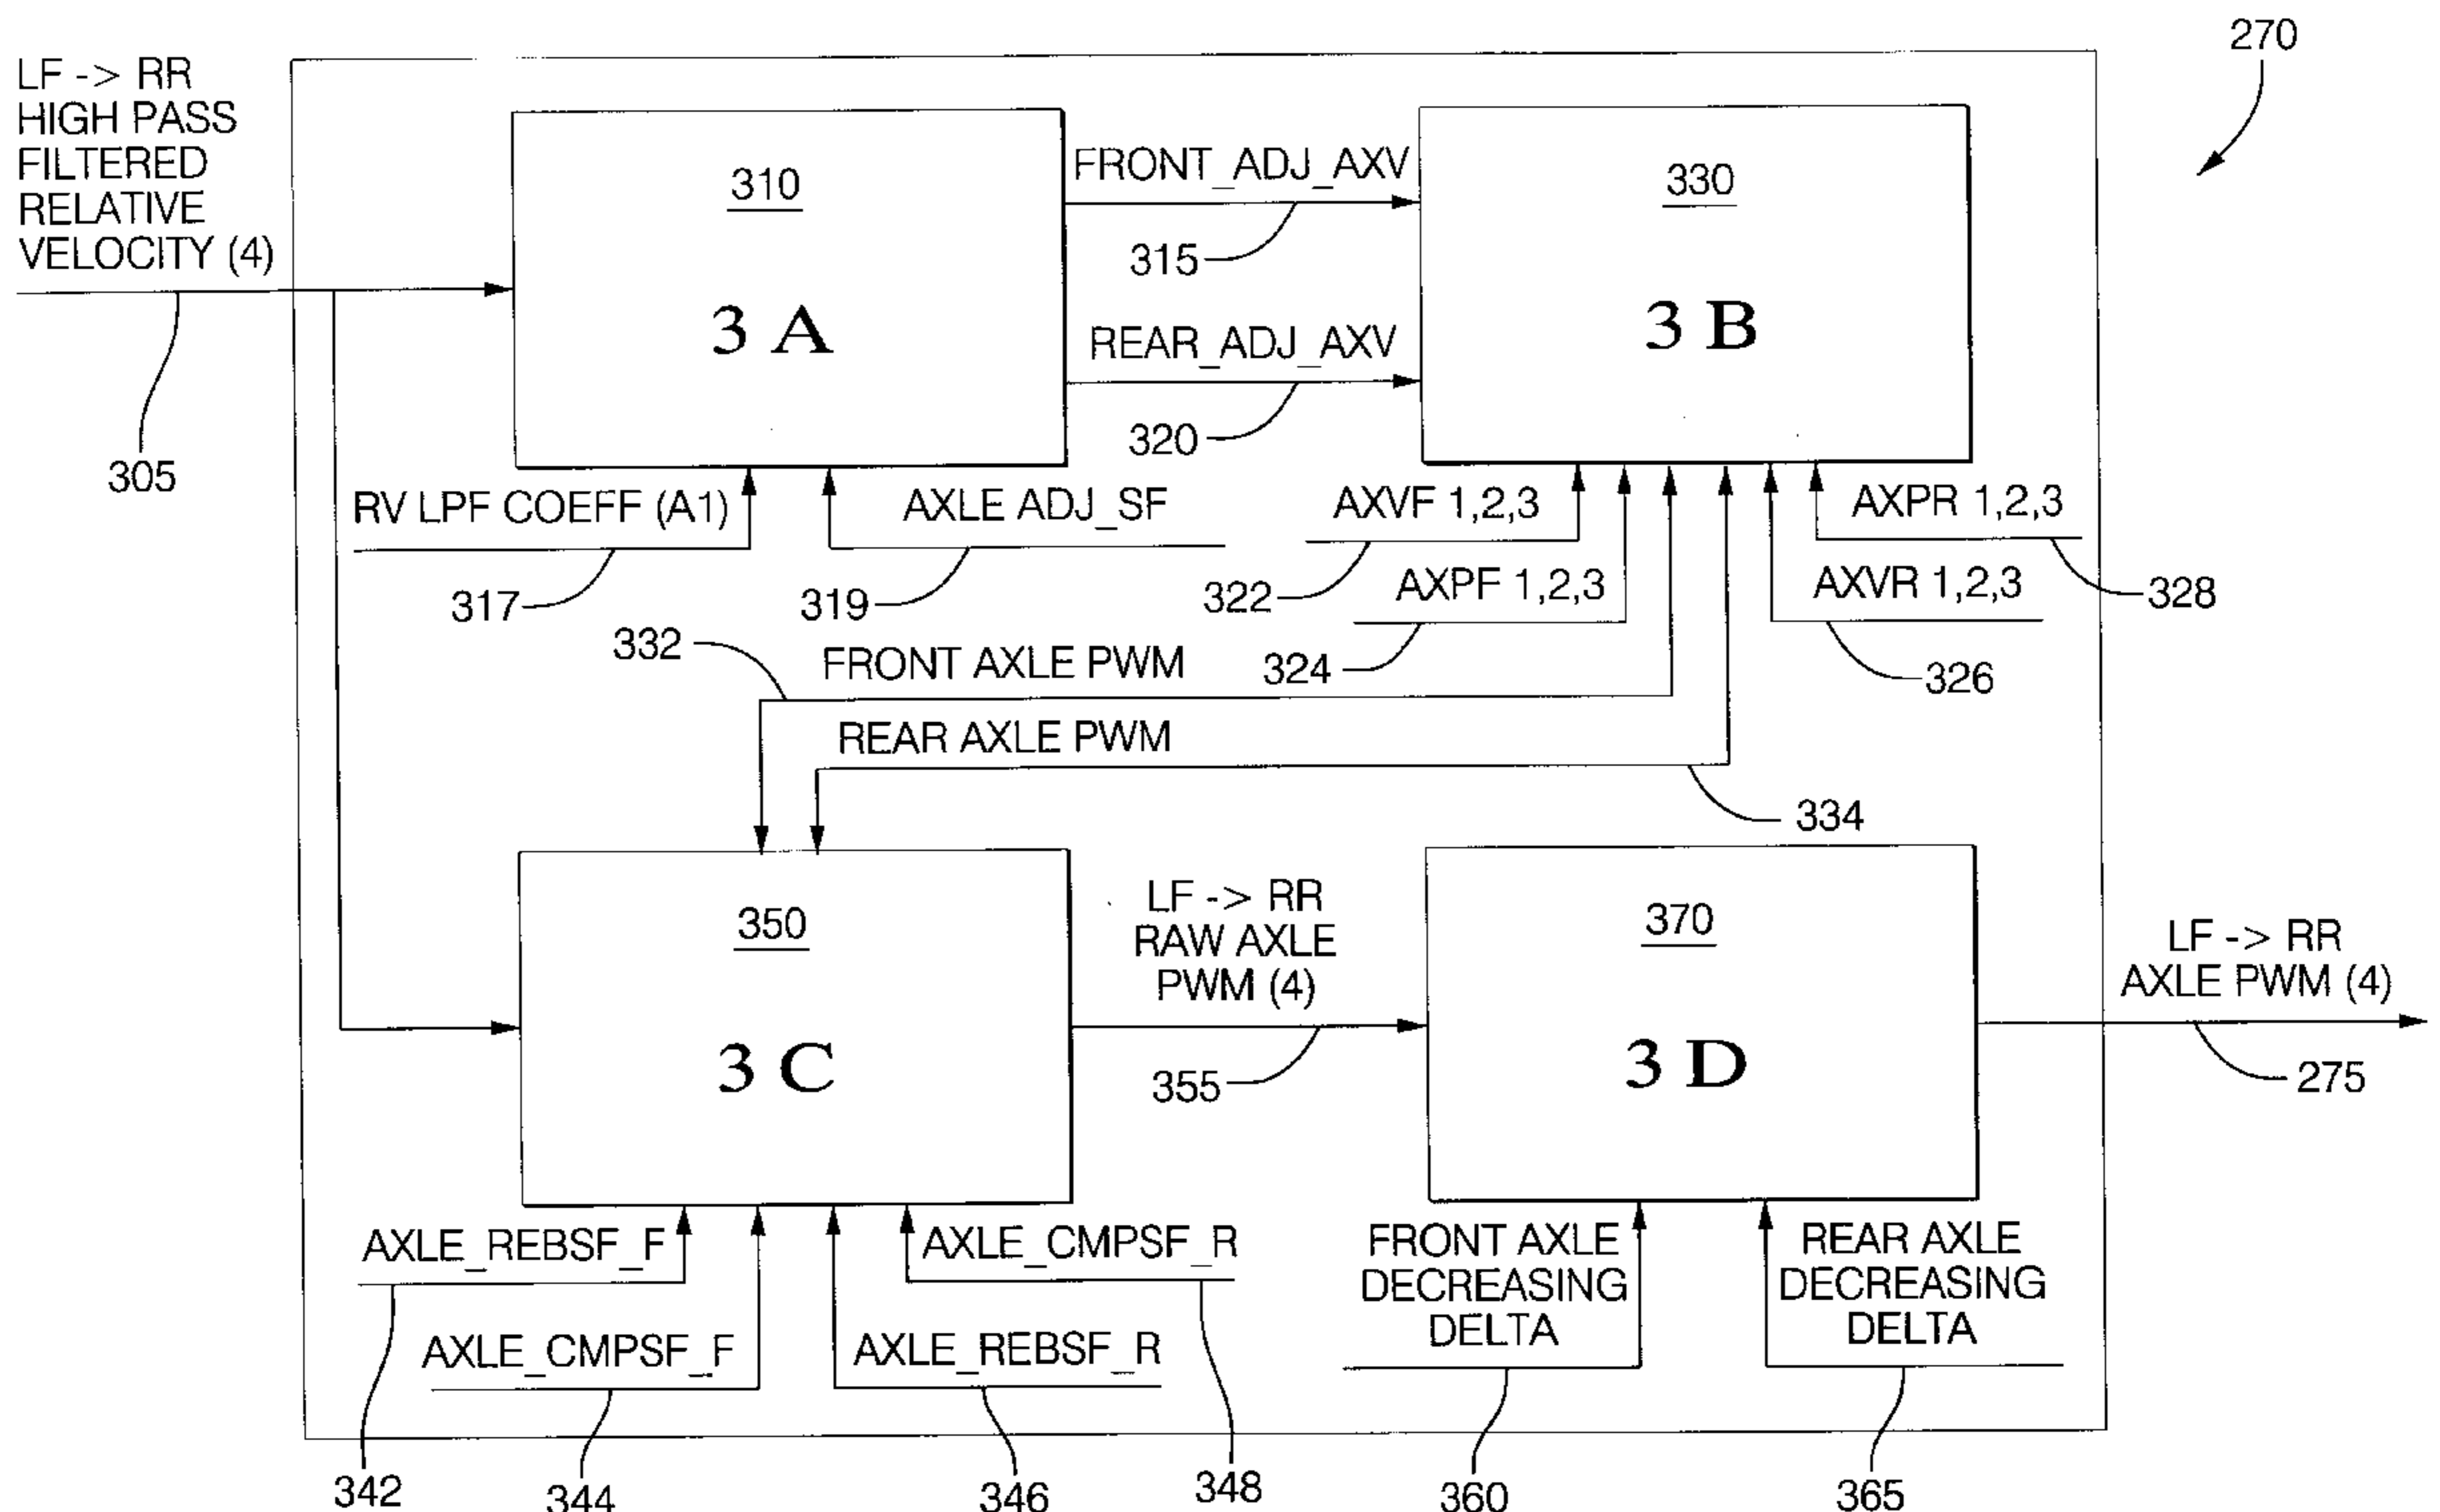 270
LF -> RR
HIGH PASS
FILTERED
RELATIVE
VELOCITY (4)
305
310
3 A
FRONT_ADJ_AXV
315
REAR_ADJ_AXV
320
330
3 B
RV LPF COEFF (A1)
317
AXLE ADJ_SF
319
AXVF 1,2,3
322
AXPF 1,2,3
324
AXPR 1,2,3
328
AXVR 1,2,3
326
332
FRONT AXLE PWM
REAR AXLE PWM
334
350
3 C
LF -> RR
RAW AXLE
PWM (4)
355
370
3 D
LF -> RR
AXLE PWM (4)
275
AXLE_REBSF_F
AXLE_CMPSF_R
AXLE_CMPSF_F
AXLE_REBSF_R
FRONT AXLE
DECREASING
DELTA
REAR AXLE
DECREASING
DELTA
342
344
346
348
360
365